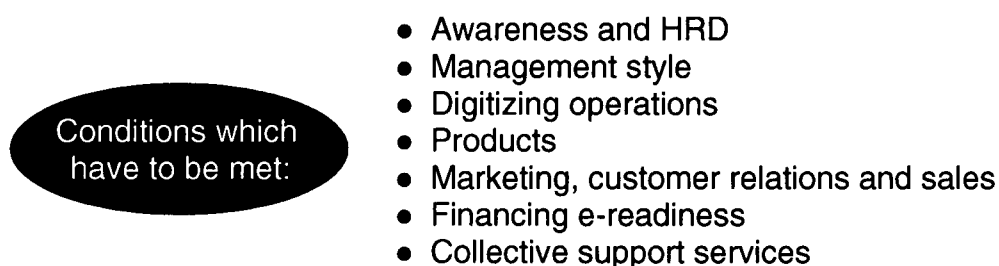 Conditions which
have to be met:
• Awareness and HRD
• Management style
• Digitizing operations
• Products
• Marketing, customer relations and sales
• Financing e-readiness
• Collective support services